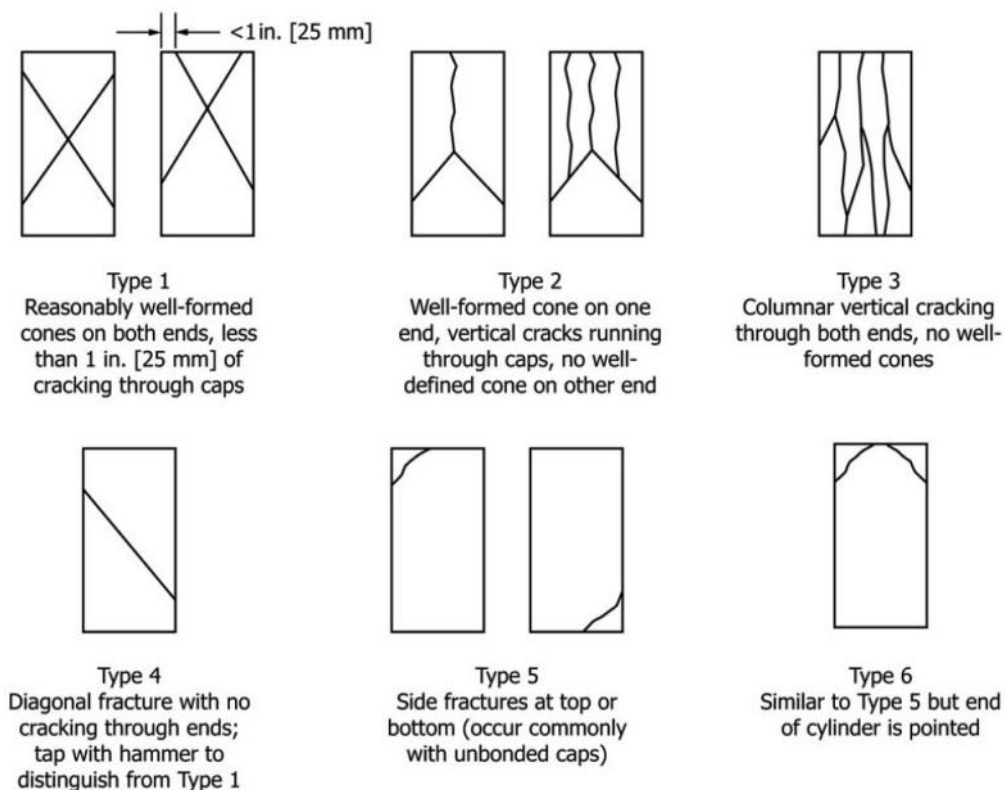 <1in. [25 mm]
Type 1
Reasonably well-formed
cones on both ends, less
than 1 in. [25 mm] of
cracking through caps
Type 2
Well-formed cone on one
end, vertical cracks running
through caps, no well-
defined cone on other end
Type 3
Columnar vertical cracking
through both ends, no well-
formed cones
Type 4
Diagonal fracture with no
cracking through ends;
tap with hammer to
distinguish from Type 1
Type 5
Side fractures at top or
bottom (occur commonly
with unbonded caps)
Type 6
Similar to Type 5 but end
of cylinder is pointed